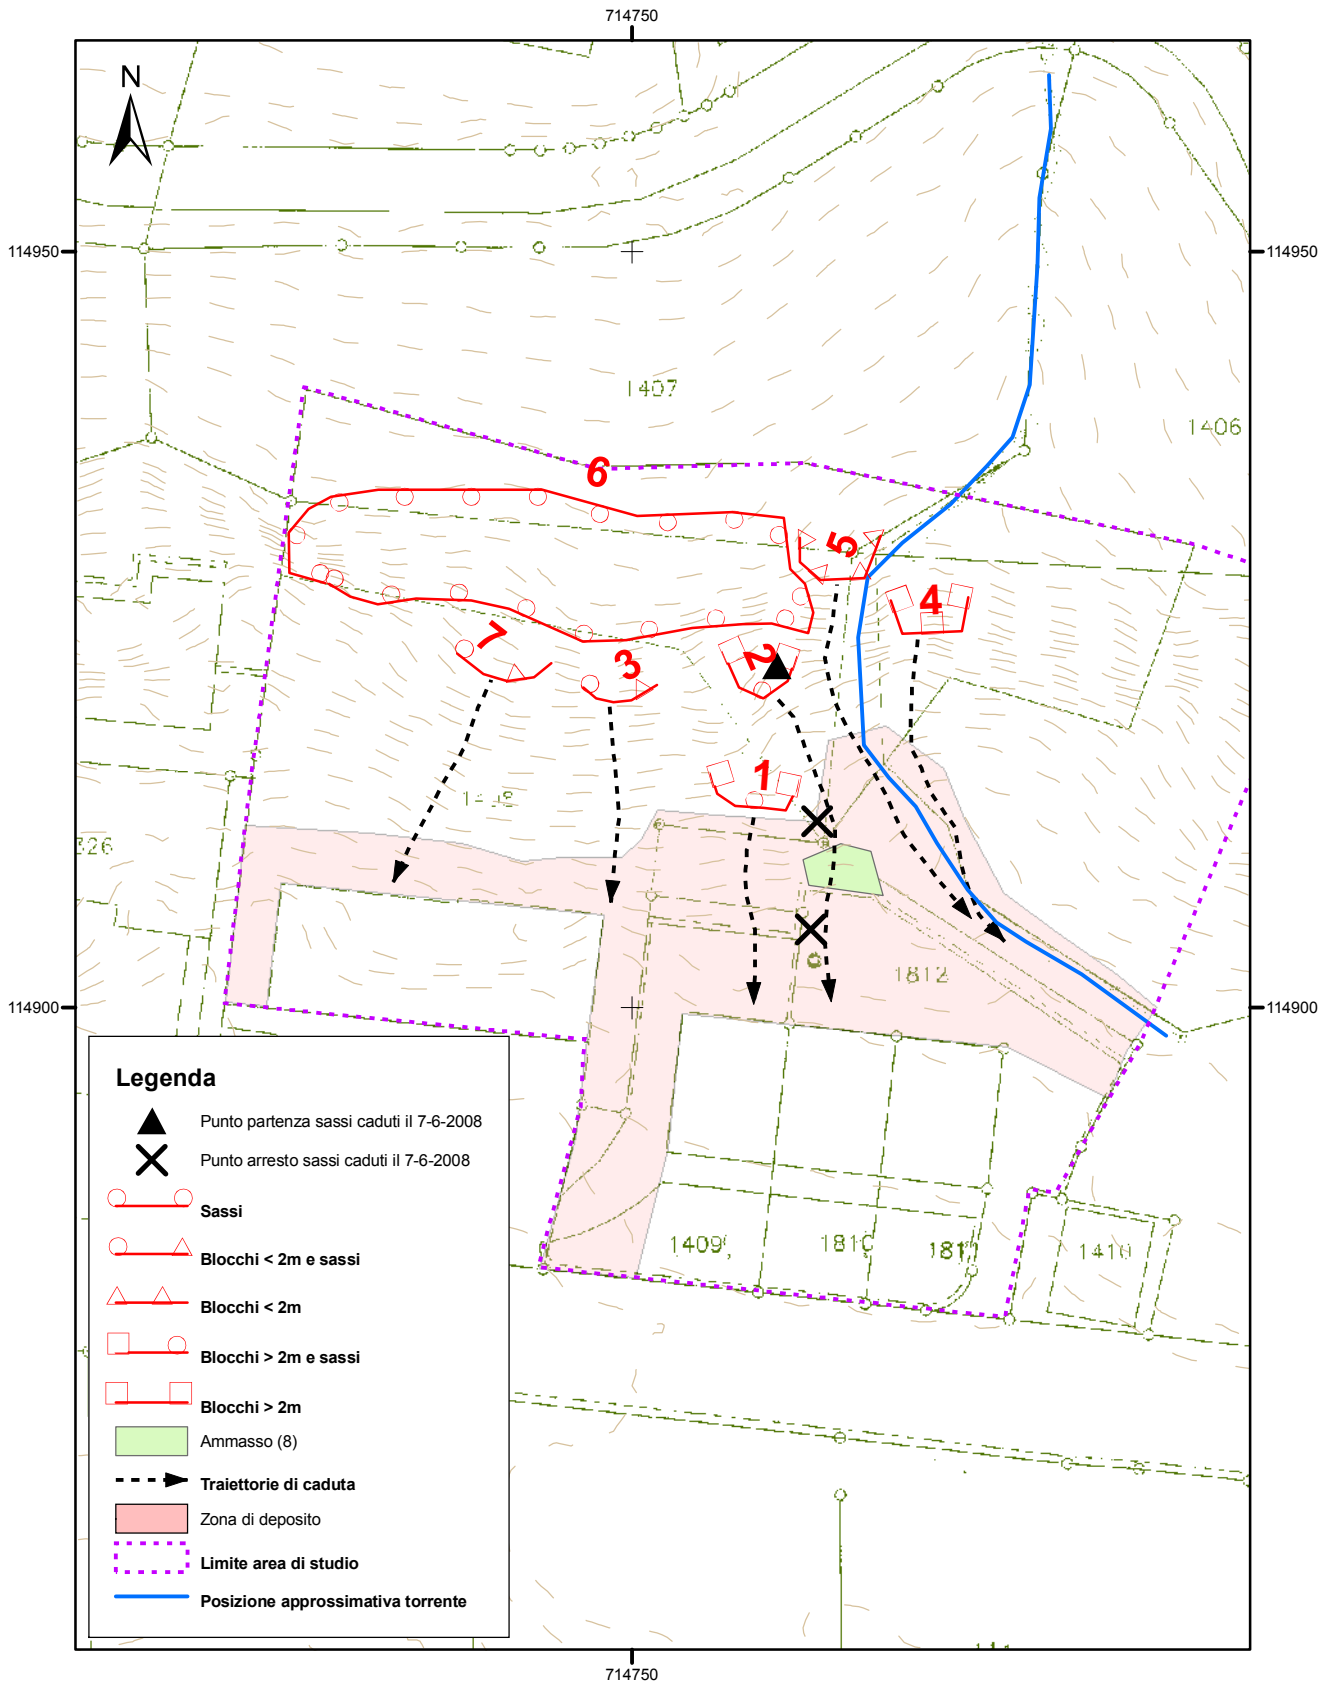 714750
N
114950
114950
1407
1406
6
5
4
7
3
2
1
1812
114900
114900
Legenda
Punto partenza sassi caduti il 7-6-2008
Punto arresto sassi caduti il 7-6-2008
Sassi
Blocchi < 2m e sassi
Blocchi < 2m
Blocchi > 2m e sassi
Blocchi > 2m
Ammasso (8)
Traiettorie di caduta
Zona di deposito
Limite area di studio
Posizione approssimativa torrente
1409
1810
1811
1410
714750